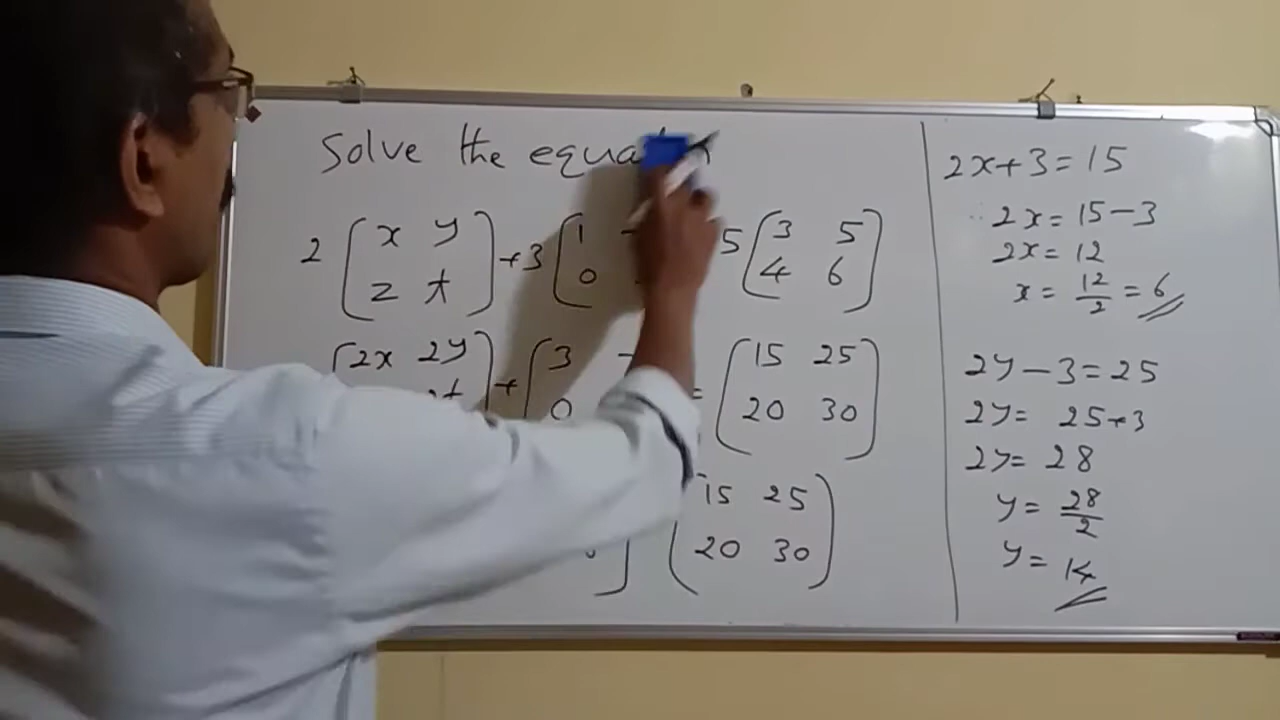 Solve the
2 ( x y ) + 3 ( 1 - 5 ( 3 5 )
z t 0 4 6
( 2x 2y ) + ( 3 - = ( 15 25 )
t 0 20 30
15 25
20 30
2x+3=15
2x=15-3
2x=12
x = 12/2 = 6
2y-3=25
2y= 25+3
2y= 28
y= 28/2
y= 14